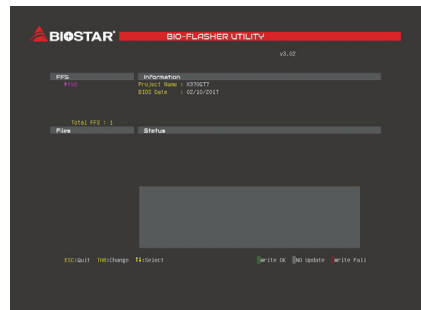 BIOSTAR
BIO-FLASHER UTILITY
v3.02
FFS
Information
Project Name : X370GT7
BIOS Date : 02/10/2017
Total FFS : 1
Files
Status
ESC:Quit TAB:Change ↑↓:Select
Write OK NO Update Write Fail